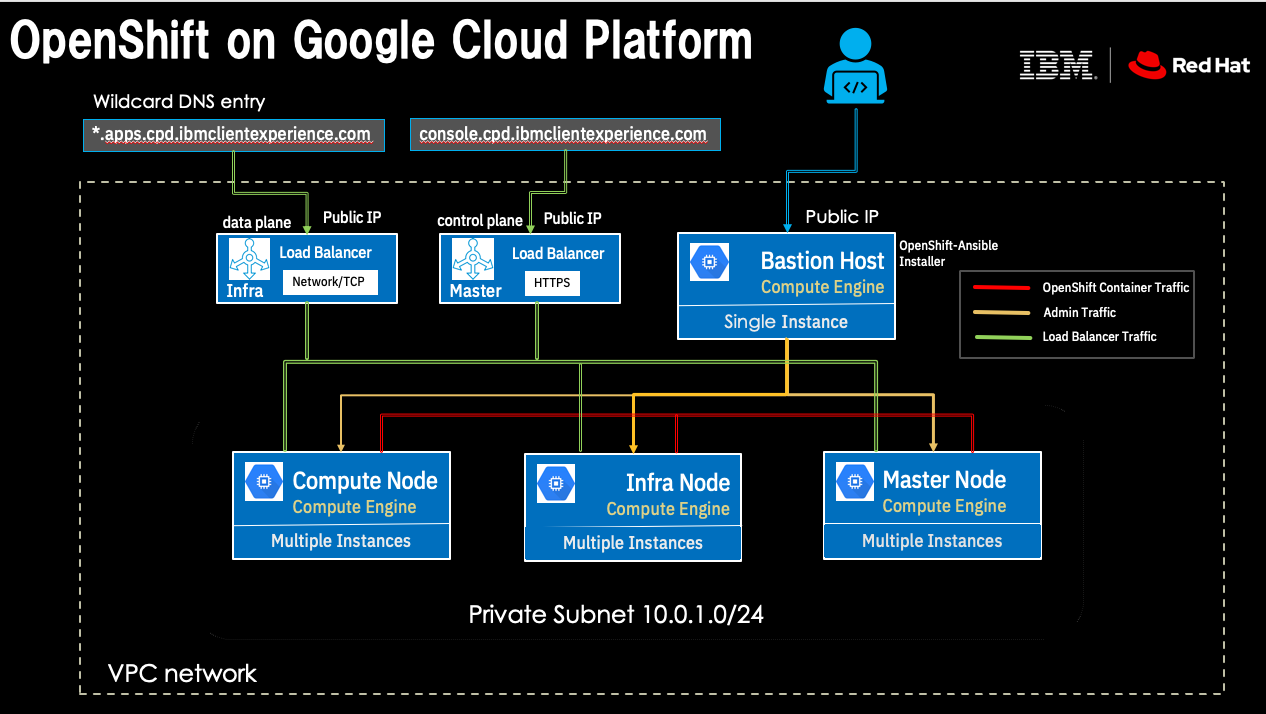 OpenShift on Google Cloud Platform
IBM
Red Hat
Wildcard DNS entry
*.apps.cpd.ibmclientexperience.com
console.cpd.ibmclientexperience.com
</>
data plane
Public IP
control plane
Public IP
Public IP
Load Balancer
Network/TCP
Infra
Load Balancer
HTTPS
Master
Bastion Host
Compute Engine
Single Instance
OpenShift-Ansible
Installer
OpenShift Container Traffic
Admin Traffic
Load Balancer Traffic
Compute Node
Compute Engine
Multiple Instances
Infra Node
Compute Engine
Multiple Instances
Master Node
Compute Engine
Multiple Instances
Private Subnet 10.0.1.0/24
VPC network